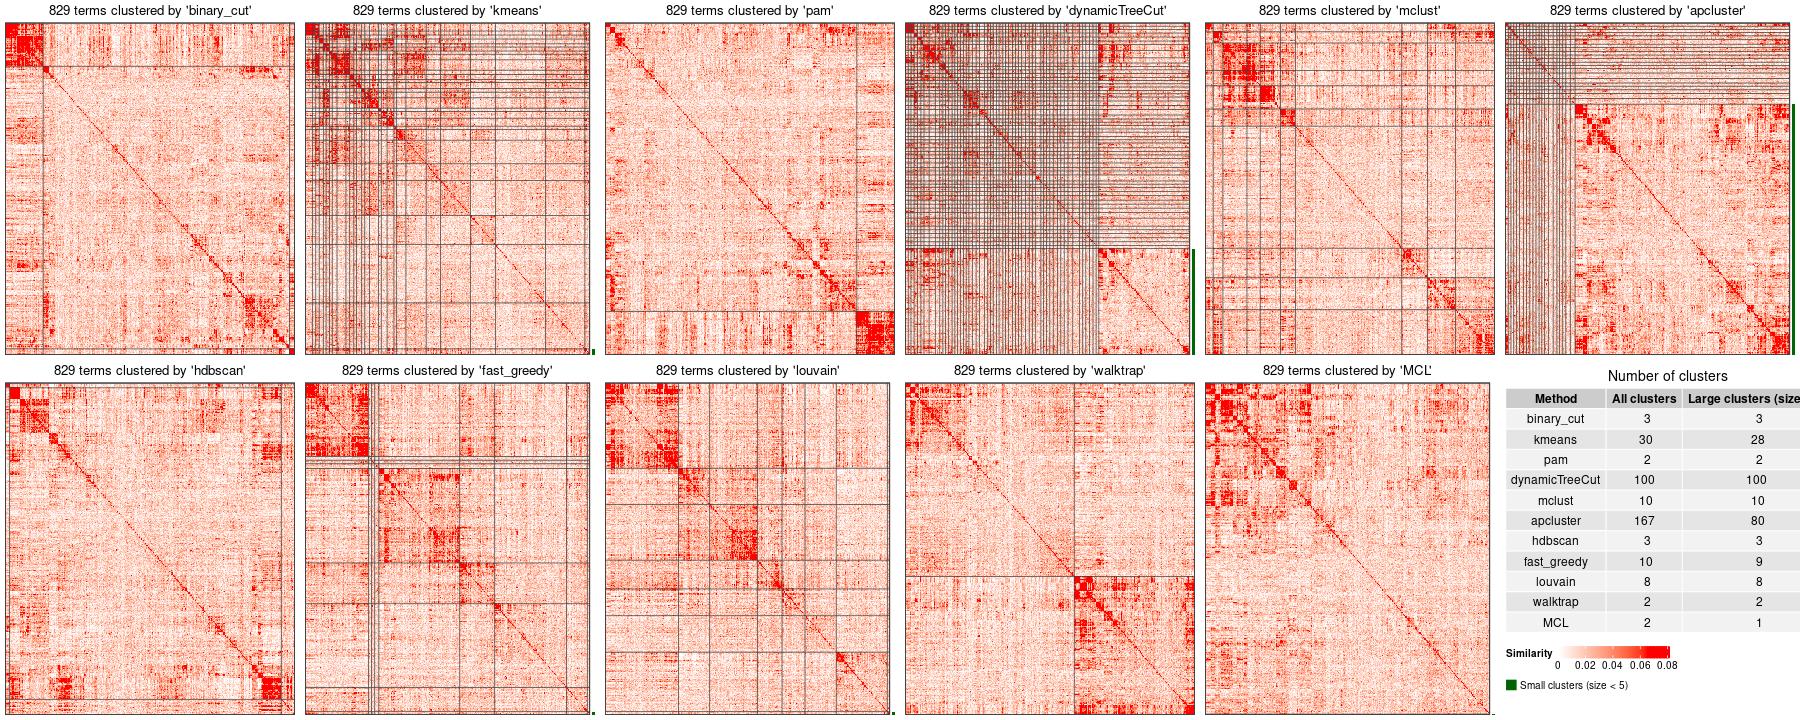 829 terms clustered by 'binary_cut'
829 terms clustered by 'kmeans'
829 terms clustered by 'pam'
829 terms clustered by 'dynamicTreeCut'
829 terms clustered by 'mclust'
829 terms clustered by 'apcluster'
829 terms clustered by 'hdbscan'
829 terms clustered by 'fast_greedy'
829 terms clustered by 'louvain'
829 terms clustered by 'walktrap'
829 terms clustered by 'MCL'
Number of clusters
Method All clusters Large clusters (size
binary_cut 3 3
kmeans 30 28
pam 2 2
dynamicTreeCut 100 100
mclust 10 10
apcluster 167 80
hdbscan 3 3
fast_greedy 10 9
louvain 8 8
walktrap 2 2
MCL 2 1
Similarity
0 0.02 0.04 0.06 0.08
Small clusters (size < 5)